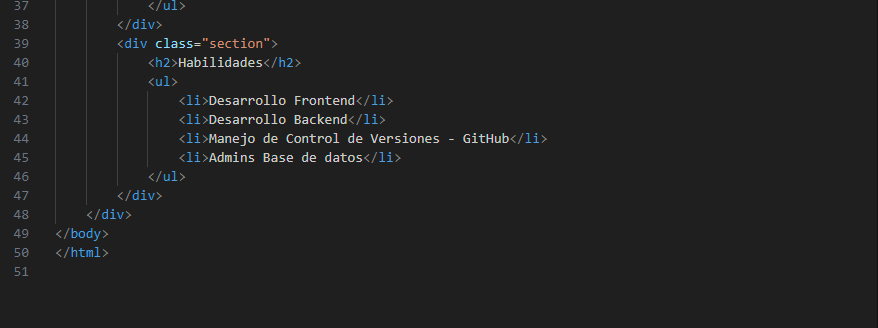 37 </ul>
38 </div>
39 <div class="section">
40 <h2>Habilidades</h2>
41 <ul>
42 <li>Desarrollo Frontend</li>
43 <li>Desarrollo Backend</li>
44 <li>Manejo de Control de Versiones - GitHub</li>
45 <li>Admins Base de datos</li>
46 </ul>
47 </div>
48 </div>
49 </body>
50 </html>
51